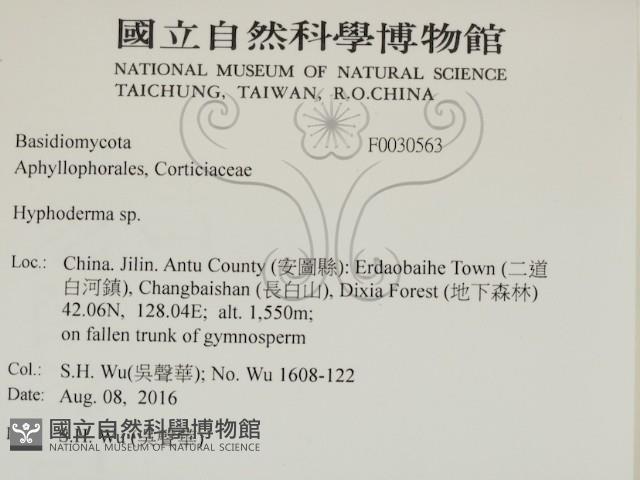 國立自然科學博物館
NATIONAL MUSEUM OF NATURAL SCIENCE
TAICHUNG, TAIWAN, R.O.CHINA
Basidiomycota F0030563
Aphyllophorales, Corticiaceae
Hyphoderma sp.
Loc.: China. Jilin. Antu County (安圖縣): Erdaobaihe Town (二道
白河鎮), Changbaishan (長白山), Dixia Forest (地下森林)
42.06N, 128.04E; alt. 1,550m;
on fallen trunk of gymnosperm
Col.: S.H. Wu(吳聲華); No. Wu 1608-122
Date: Aug. 08, 2016
S.H. Wu (吳聲華)
國立自然科學博物館
NATIONAL MUSEUM OF NATURAL SCIENCE